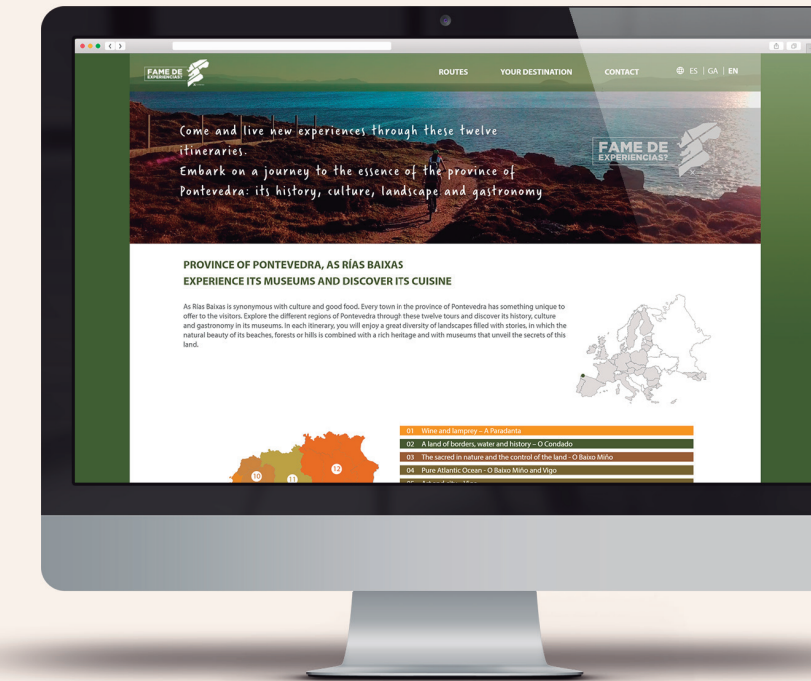 FAME DE
EXPERIENCIAS?
ROUTES YOUR DESTINATION CONTACT ES | GA | EN
Come and live new experiences through these twelve
itineraries.
Embark on a journey to the essence of the province of
Pontevedra: its history, culture, landscape and gastronomy
FAME DE
EXPERIENCIAS?
PROVINCE OF PONTEVEDRA, AS RÍAS BAIXAS
EXPERIENCE ITS MUSEUMS AND DISCOVER ITS CUISINE
As Rías Baixas is synonymous with culture and good food. Every town in the province of Pontevedra has something unique to
offer to the visitors. Explore the different regions of Pontevedra through these twelve tours and discover its history, culture
and gastronomy in its museums. In each itinerary, you will enjoy a great diversity of landscapes filled with stories, in which the
natural beauty of its beaches, forests or hills is combined with a rich heritage and with museums that unveil the secrets of this
land.
10
11
12
01 Wine and lamprey – A Paradanta
02 A land of borders, water and history – O Condado
03 The sacred in nature and the control of the land - O Baixo Miño
04 Pure Atlantic Ocean - O Baixo Miño and Vigo